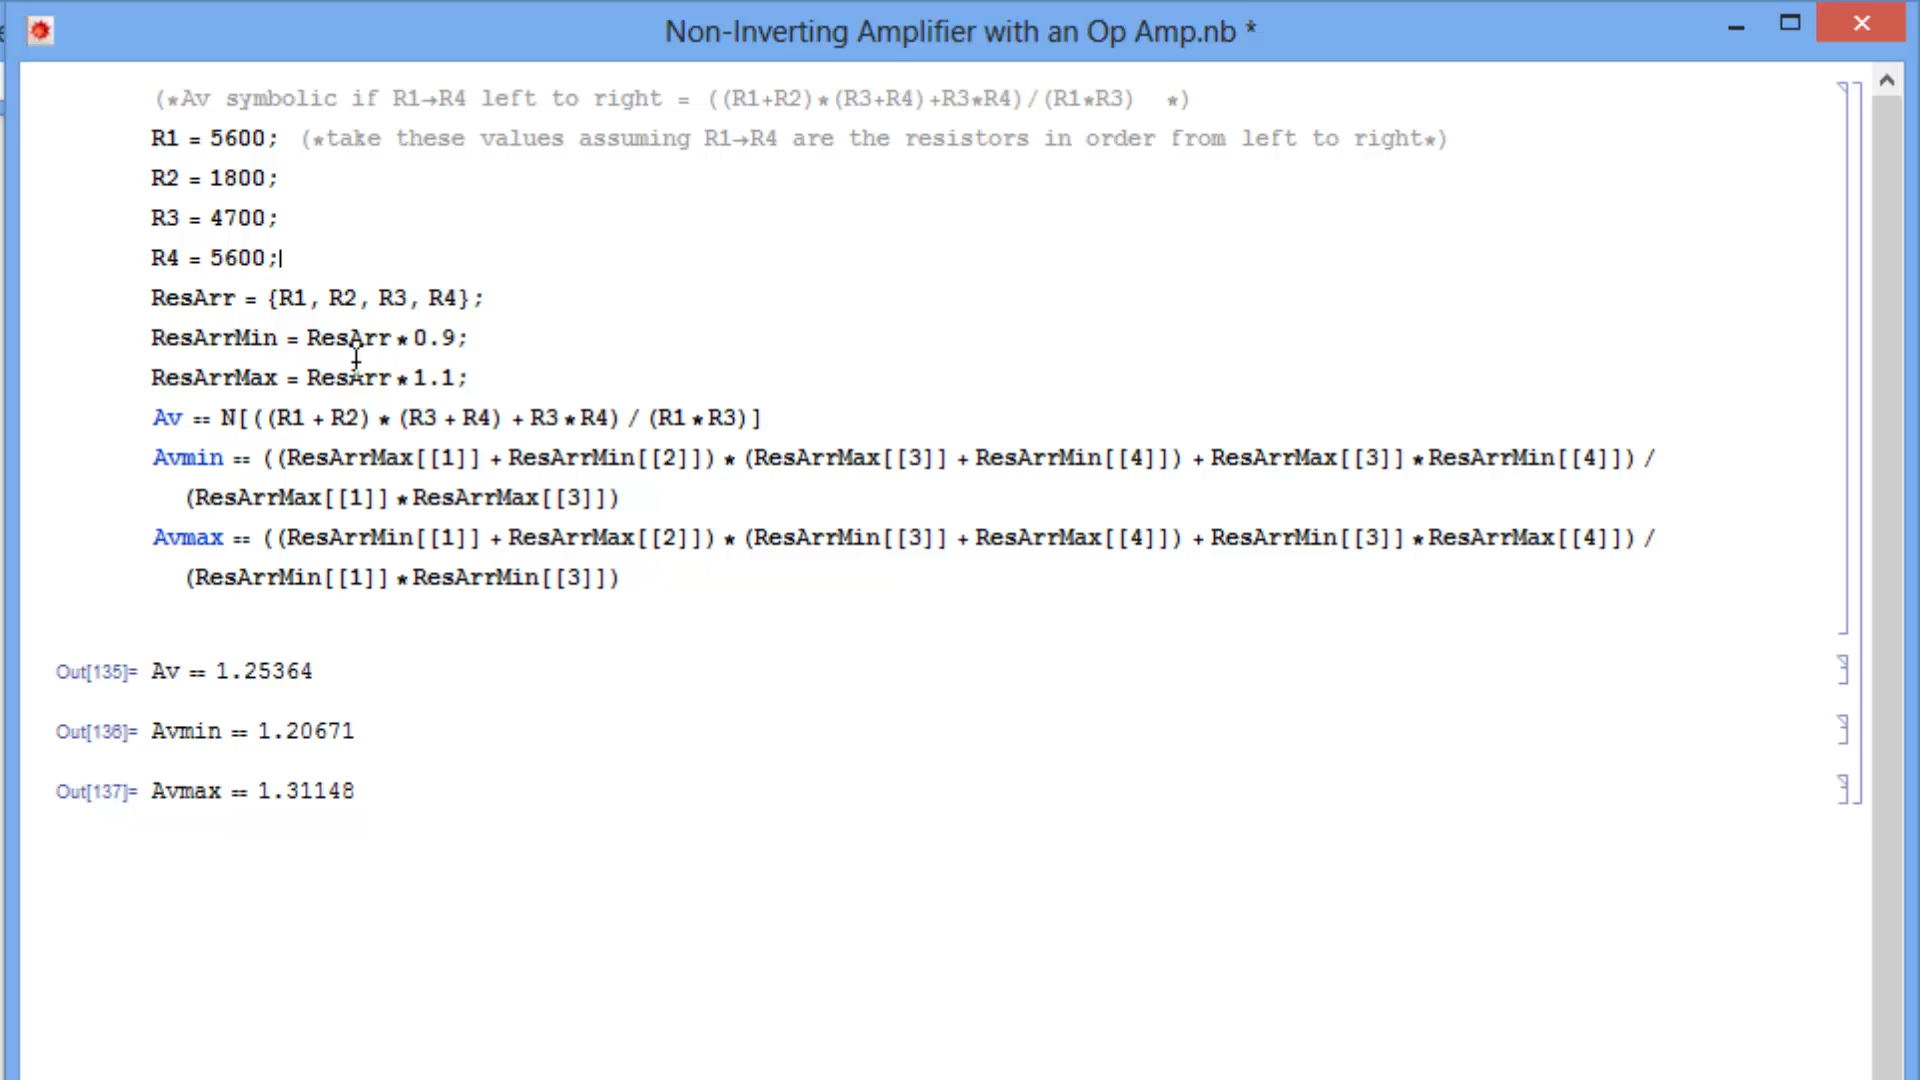 Non-Inverting Amplifier with an Op Amp.nb *
(*Av symbolic if R1→R4 left to right = ((R1+R2)*(R3+R4)+R3*R4)/(R1*R3)  *)
R1 = 5600; (*take these values assuming R1→R4 are the resistors in order from left to right*)
R2 = 1800;
R3 = 4700;
R4 = 5600;
ResArr = {R1, R2, R3, R4};
ResArrMin = ResArr * 0.9;
ResArrMax = ResArr * 1.1;
Av == N[((R1 + R2) * (R3 + R4) + R3 * R4) / (R1 * R3)]
Avmin == ((ResArrMax[[1]] + ResArrMin[[2]]) * (ResArrMax[[3]] + ResArrMin[[4]]) + ResArrMax[[3]] * ResArrMin[[4]]) /
(ResArrMax[[1]] * ResArrMax[[3]])
Avmax == ((ResArrMin[[1]] + ResArrMax[[2]]) * (ResArrMin[[3]] + ResArrMax[[4]]) + ResArrMin[[3]] * ResArrMax[[4]]) /
(ResArrMin[[1]] * ResArrMin[[3]])
Out[135]= Av == 1.25364
Out[136]= Avmin == 1.20671
Out[137]= Avmax == 1.31148